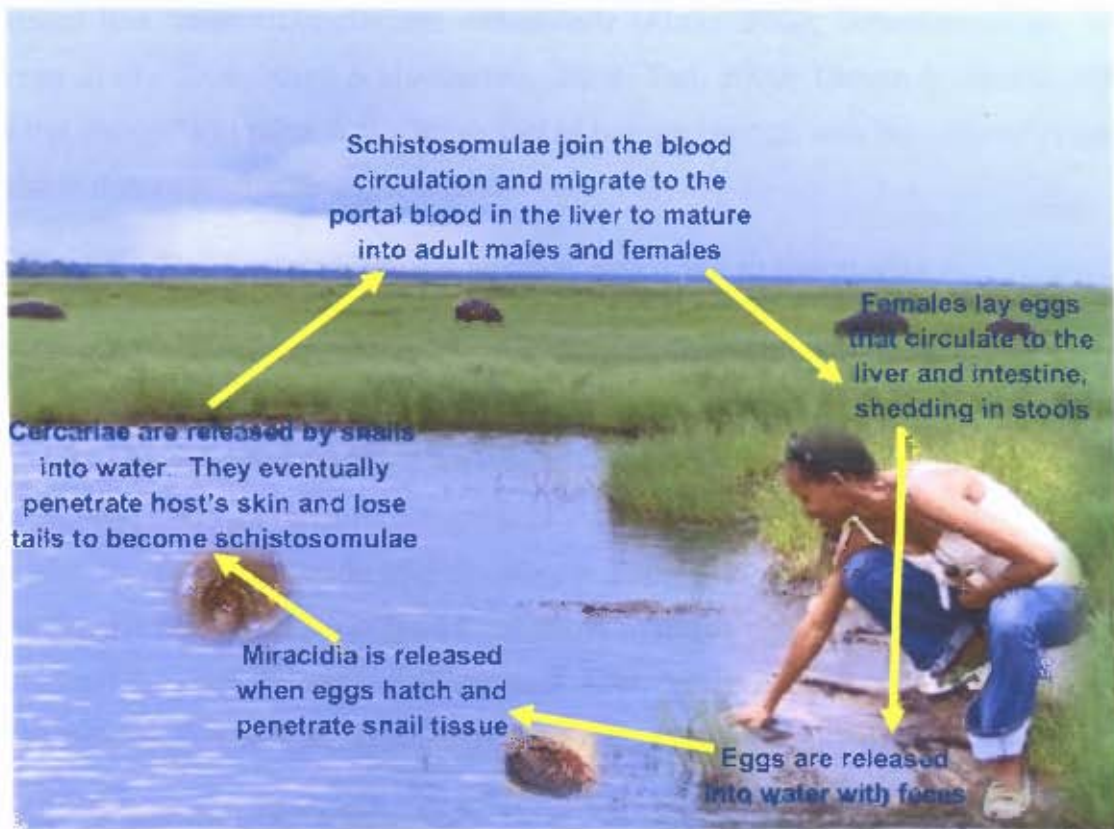 Schistosomulae join the blood
circulation and migrate to the
portal blood in the liver to mature
into adult males and females
Females lay eggs
that circulate to the
liver and intestine,
shedding in stools
Cercariae are released by snails
into water. They eventually
penetrate host's skin and lose
tails to become schistosomulae
Miracidia is released
when eggs hatch and
penetrate snail tissue
Eggs are released
into water with feces